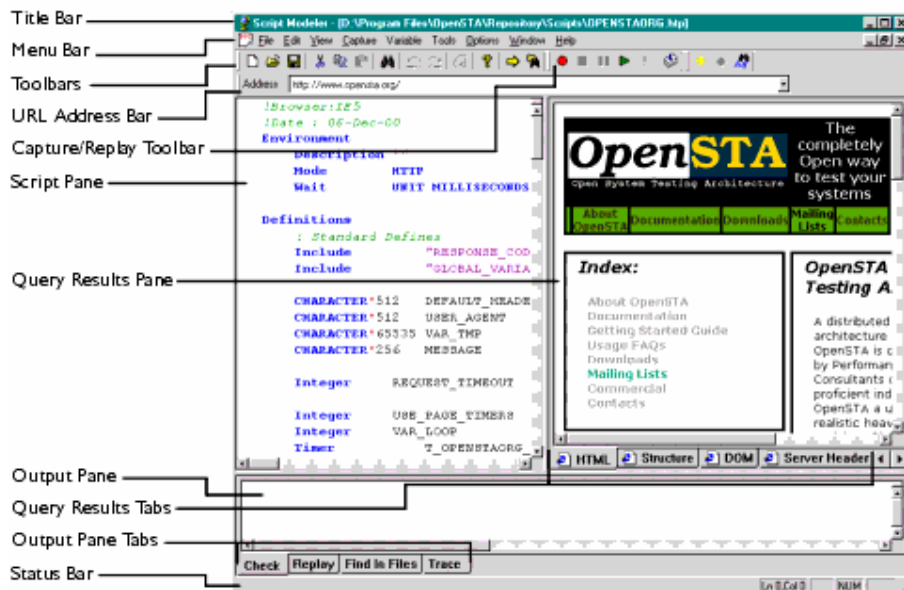 Title Bar
Menu Bar
Toolbars
URL Address Bar
Capture/Replay Toolbar
Script Pane
Query Results Pane
Output Pane
Query Results Tabs
Output Pane Tabs
Status Bar
Script Modeler - [D:\Program Files\OpenSTA\Repository\Scripts\OPENSTAORG.htp]
File Edit View Capture Variable Tools Options Window Help
Address http://www.opensta.org/
!Browser:IE5
!Date : 06-Dec-00
Environment
Description ""
Mode HTTP
Wait UNIT MILLISECONDS
Definitions
! Standard Defines
Include "RESPONSE_COD
Include "GLOBAL_VARIA
CHARACTER*512 DEFAULT_HEADE
CHARACTER*512 USER_AGENT
CHARACTER*65535 VAR_TMP
CHARACTER*256 MESSAGE
Integer REQUEST_TIMEOUT
Integer USE_PAGE_TIMERS
Integer VAR_LOOP
Timer T_OPENSTAORG_
OpenSTA
Open System Testing Architecture
The
completely
Open way
to test your
systems
About OpenSTA Documentation Downloads Mailing Lists Contacts
Index:
About OpenSTA
Documentation
Getting Started Guide
Usage FAQs
Downloads
Mailing Lists
Commercial
Contacts
OpenSTA
Testing A
A distributed
architecture
OpenSTA is c
by Performan
Consultants
proficient ind
OpenSTA a u
realistic heav
HTML Structure DOM Server Header
Check Replay Find In Files Trace
Ln 0,Col 0 NUM